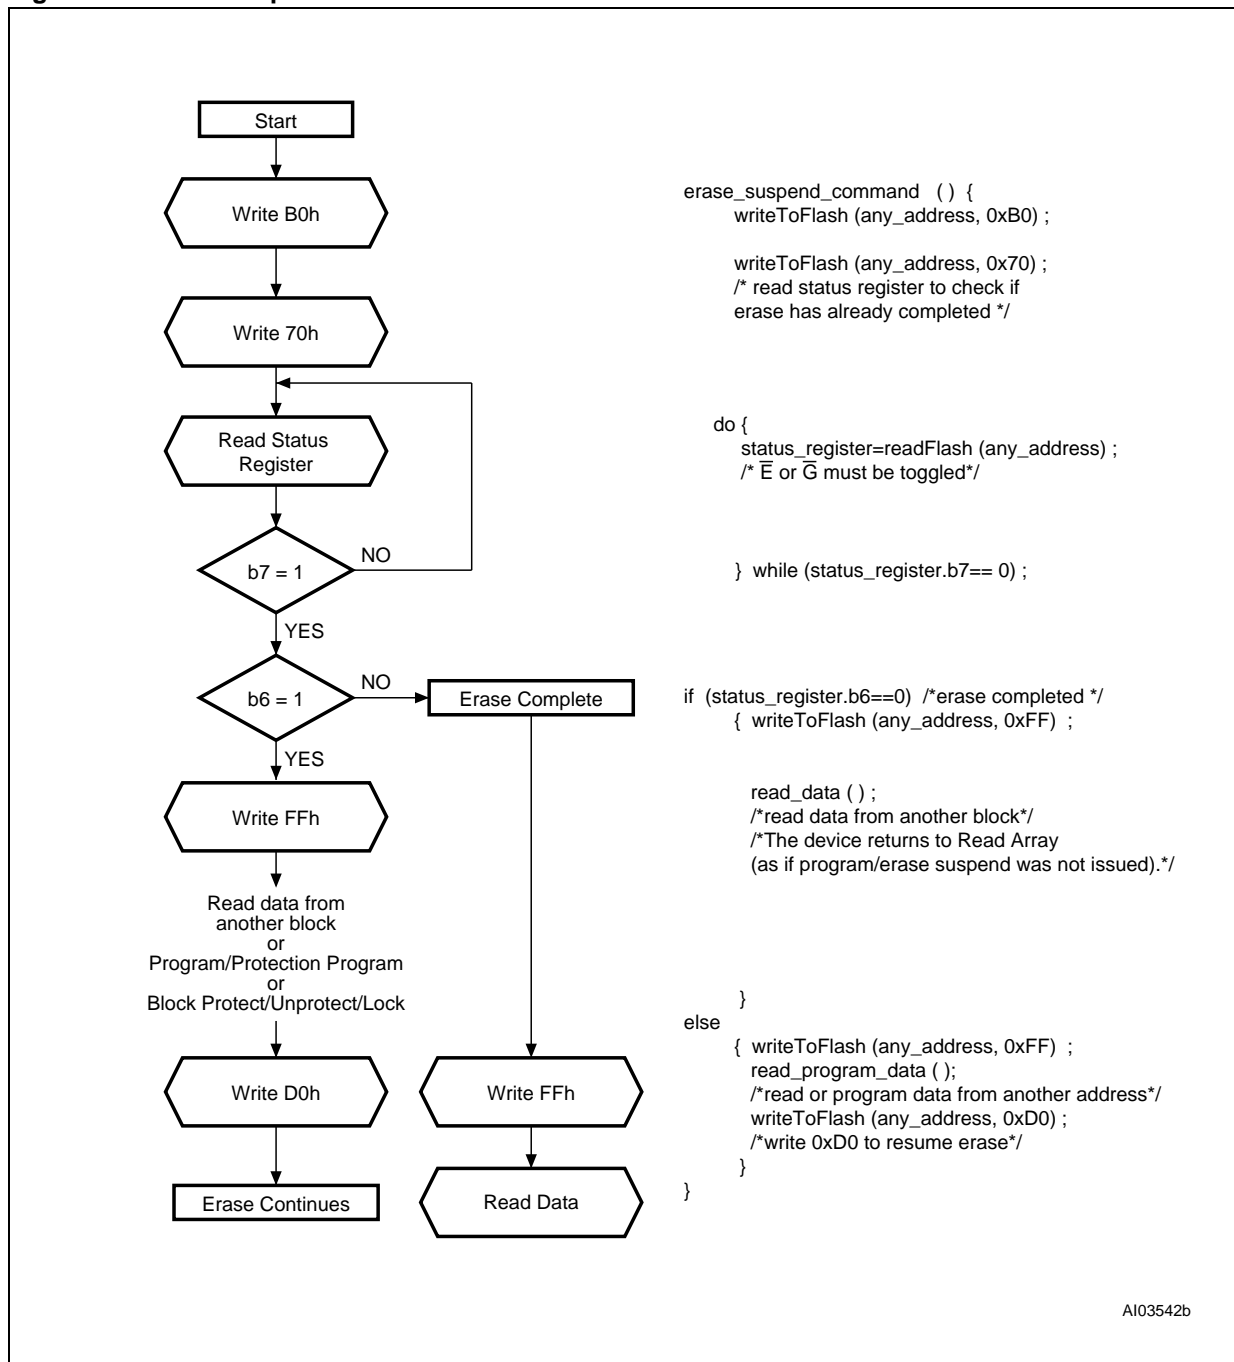 Start
Write B0h
Write 70h
Read Status
Register
b7 = 1
NO
YES
b6 = 1
NO
Erase Complete
YES
Write FFh
Read data from
another block
or
Program/Protection Program
or
Block Protect/Unprotect/Lock
Write D0h
Write FFh
Erase Continues
Read Data
erase_suspend_command ( ) {
writeToFlash (any_address, 0xB0) ;
writeToFlash (any_address, 0x70) ;
/* read status register to check if
erase has already completed */
do {
status_register=readFlash (any_address) ;
/* E̅ or G̅ must be toggled*/
} while (status_register.b7== 0) ;
if (status_register.b6==0) /*erase completed */
{ writeToFlash (any_address, 0xFF) ;
read_data ( ) ;
/*read data from another block*/
/*The device returns to Read Array
(as if program/erase suspend was not issued).*/
}
else
{ writeToFlash (any_address, 0xFF) ;
read_program_data ( );
/*read or program data from another address*/
writeToFlash (any_address, 0xD0) ;
/*write 0xD0 to resume erase*/
}
}
AI03542b